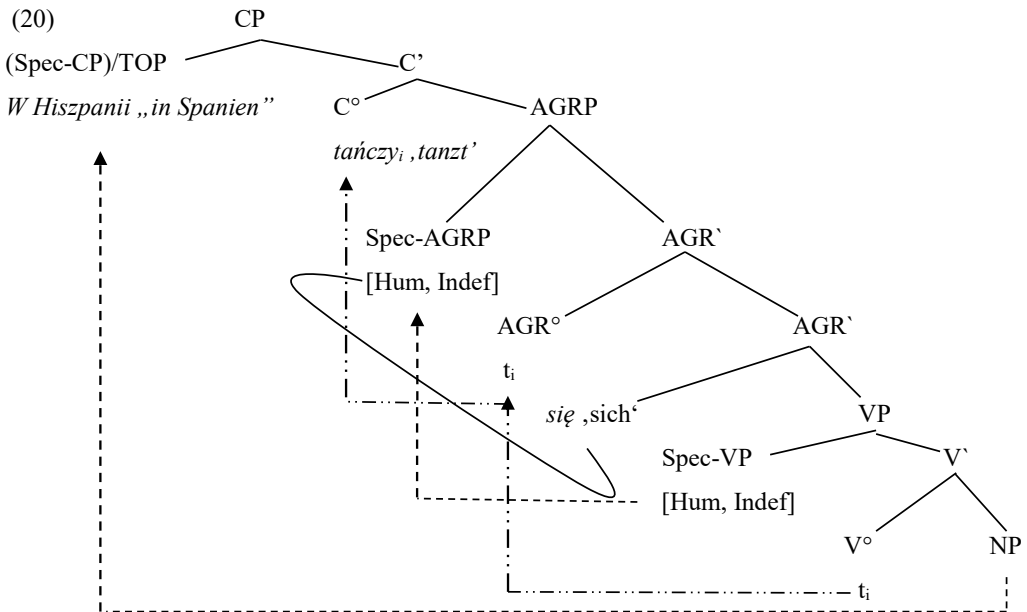 (20) CP
(Spec-CP)/TOP C’
W Hiszpanii „in Spanien” C° AGRP
tańczyᵢ ‚tanzt’
Spec-AGRP AGR`
[Hum, Indef]
AGR° AGR`
tᵢ
się ‚sich‘ VP
Spec-VP V`
[Hum, Indef]
V° NP
tᵢ